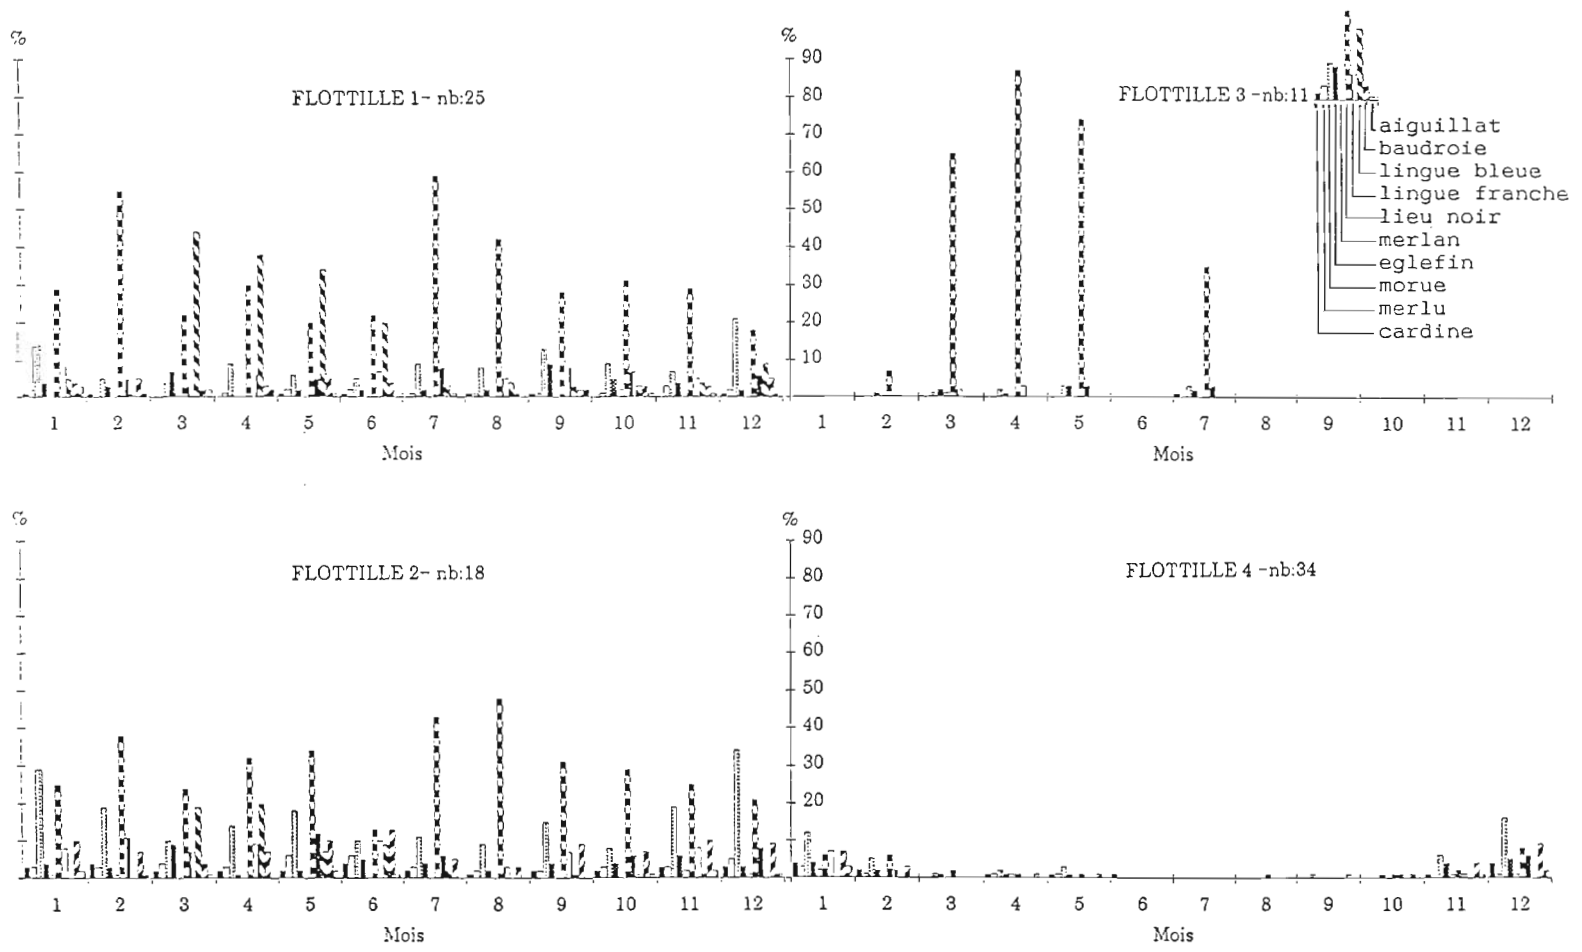 %
FLOTTILLE 1- nb:25
1 2 3 4 5 6 7 8 9 10 11 12
Mois
%
90
80
70
60
50
40
30
20
10
FLOTTILLE 3 -nb:11
aiguillat
baudroie
lingue bleue
lingue franche
lieu noir
merlan
eglefin
morue
merlu
cardine
1 2 3 4 5 6 7 8 9 10 11 12
Mois
%
FLOTTILLE 2- nb:18
1 2 3 4 5 6 7 8 9 10 11 12
Mois
%
90
80
70
60
50
40
30
20
FLOTTILLE 4 -nb:34
1 2 3 4 5 6 7 8 9 10 11 12
Mois